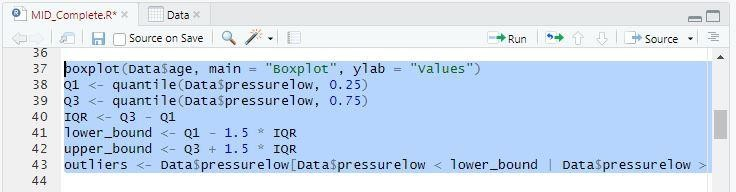 MID_Complete.R* Data
Source on Save Run Source
36
37 boxplot(Data$age, main = "Boxplot", ylab = "Values")
38 Q1 <- quantile(Data$pressurelow, 0.25)
39 Q3 <- quantile(Data$pressurelow, 0.75)
40 IQR <- Q3 - Q1
41 lower_bound <- Q1 - 1.5 * IQR
42 upper_bound <- Q3 + 1.5 * IQR
43 outliers <- Data$pressurelow[Data$pressurelow < lower_bound | Data$pressurelow >
44